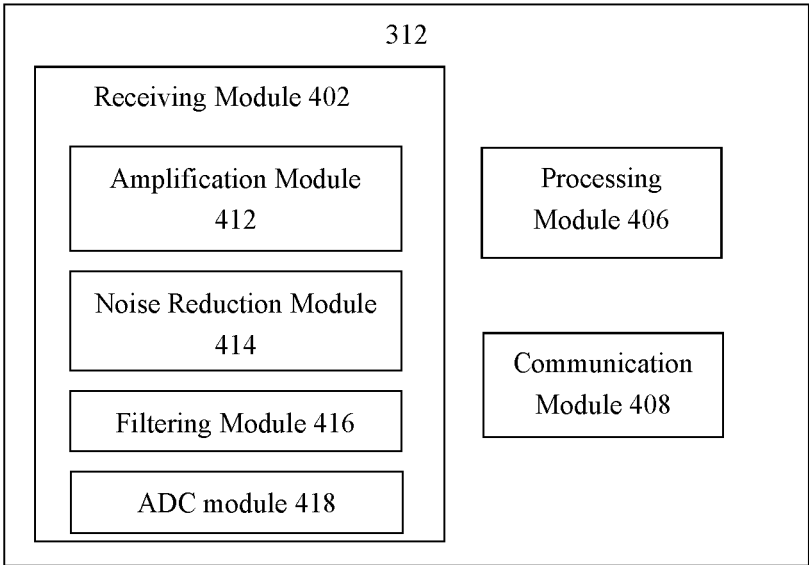 312
Receiving Module 402
Amplification Module
412
Noise Reduction Module
414
Filtering Module 416
ADC module 418
Processing
Module 406
Communication
Module 408